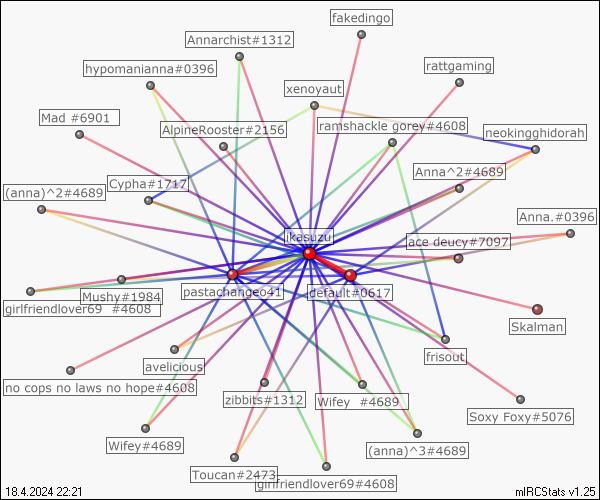 fakedingo
Annarchist#1312
hypomanianna#0396
rattgaming
xenoyaut
Mad #6901
AlpineRooster#2156
ramshackle gorey#4608
neokingghidorah
Cypha#1717
Anna^2#4689
(anna)^2#4689
Anna.#0396
ikasuzu
ace deucy#7097
pastachangeo41
default#0617
Mushy#1984
girlfriendlover69 #4608
Skalman
frisout
avelicious
no cops no laws no hope#4608
zibbits#1312
Wifey #4689
Soxy Foxy#5076
Wifey#4689
(anna)^3#4689
Toucan#2473
girlfriendlover69#4608
18.4.2024 22:21
mIRCStats v1.25